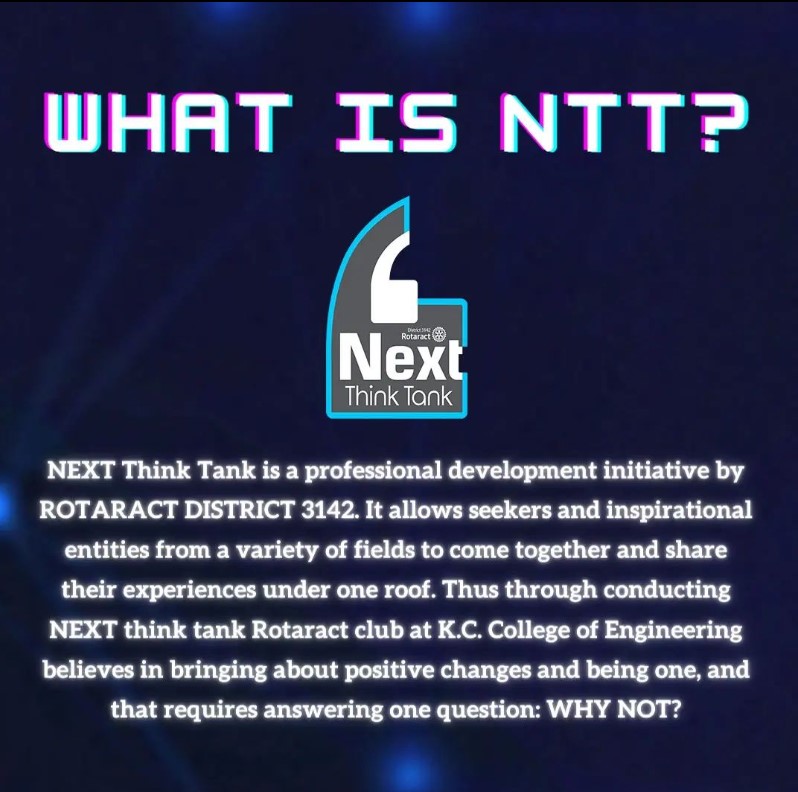 WHAT IS NTT?
District 3142
Rotaract
Next
Think Tank
NEXT Think Tank is a professional development initiative by
ROTARACT DISTRICT 3142. It allows seekers and inspirational
entities from a variety of fields to come together and share
their experiences under one roof. Thus through conducting
NEXT think tank Rotaract club at K.C. College of Engineering
believes in bringing about positive changes and being one, and
that requires answering one question: WHY NOT?